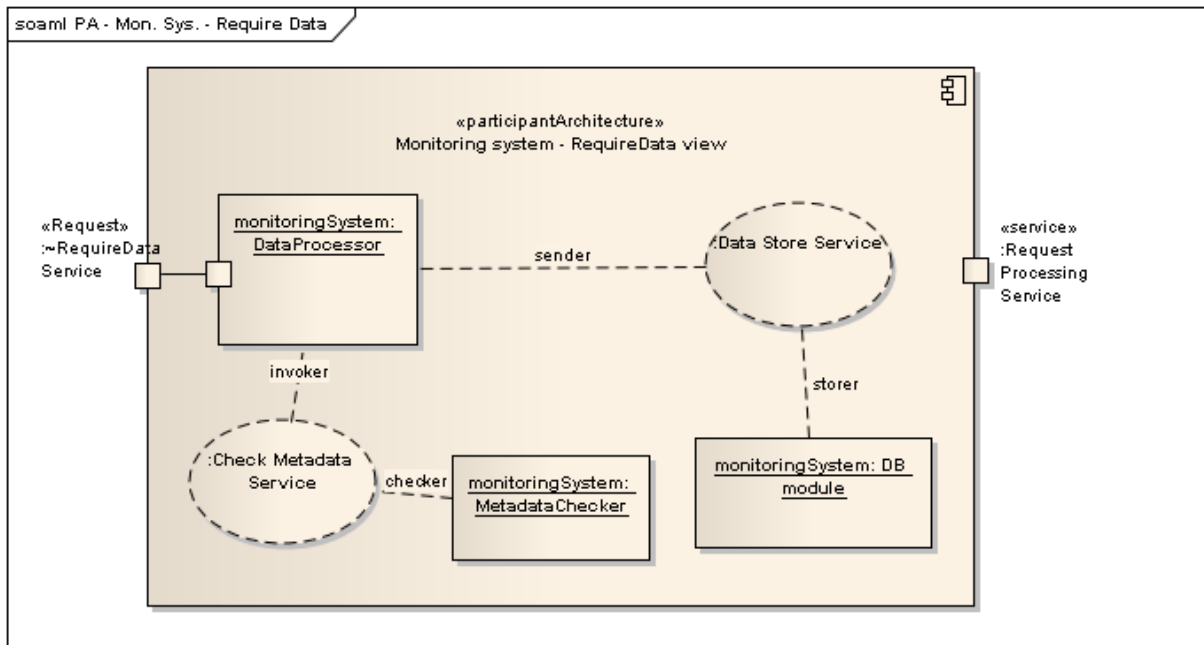 soaml PA - Mon. Sys. - Require Data
«participantArchitecture»
Monitoring system - RequireData view
«Request»
:~RequireData
Service
monitoringSystem:
DataProcessor
sender
:Data Store Service
«service»
:Request
Processing
Service
invoker
storer
:Check Metadata
Service
checker
monitoringSystem:
MetadataChecker
monitoringSystem: DB
module